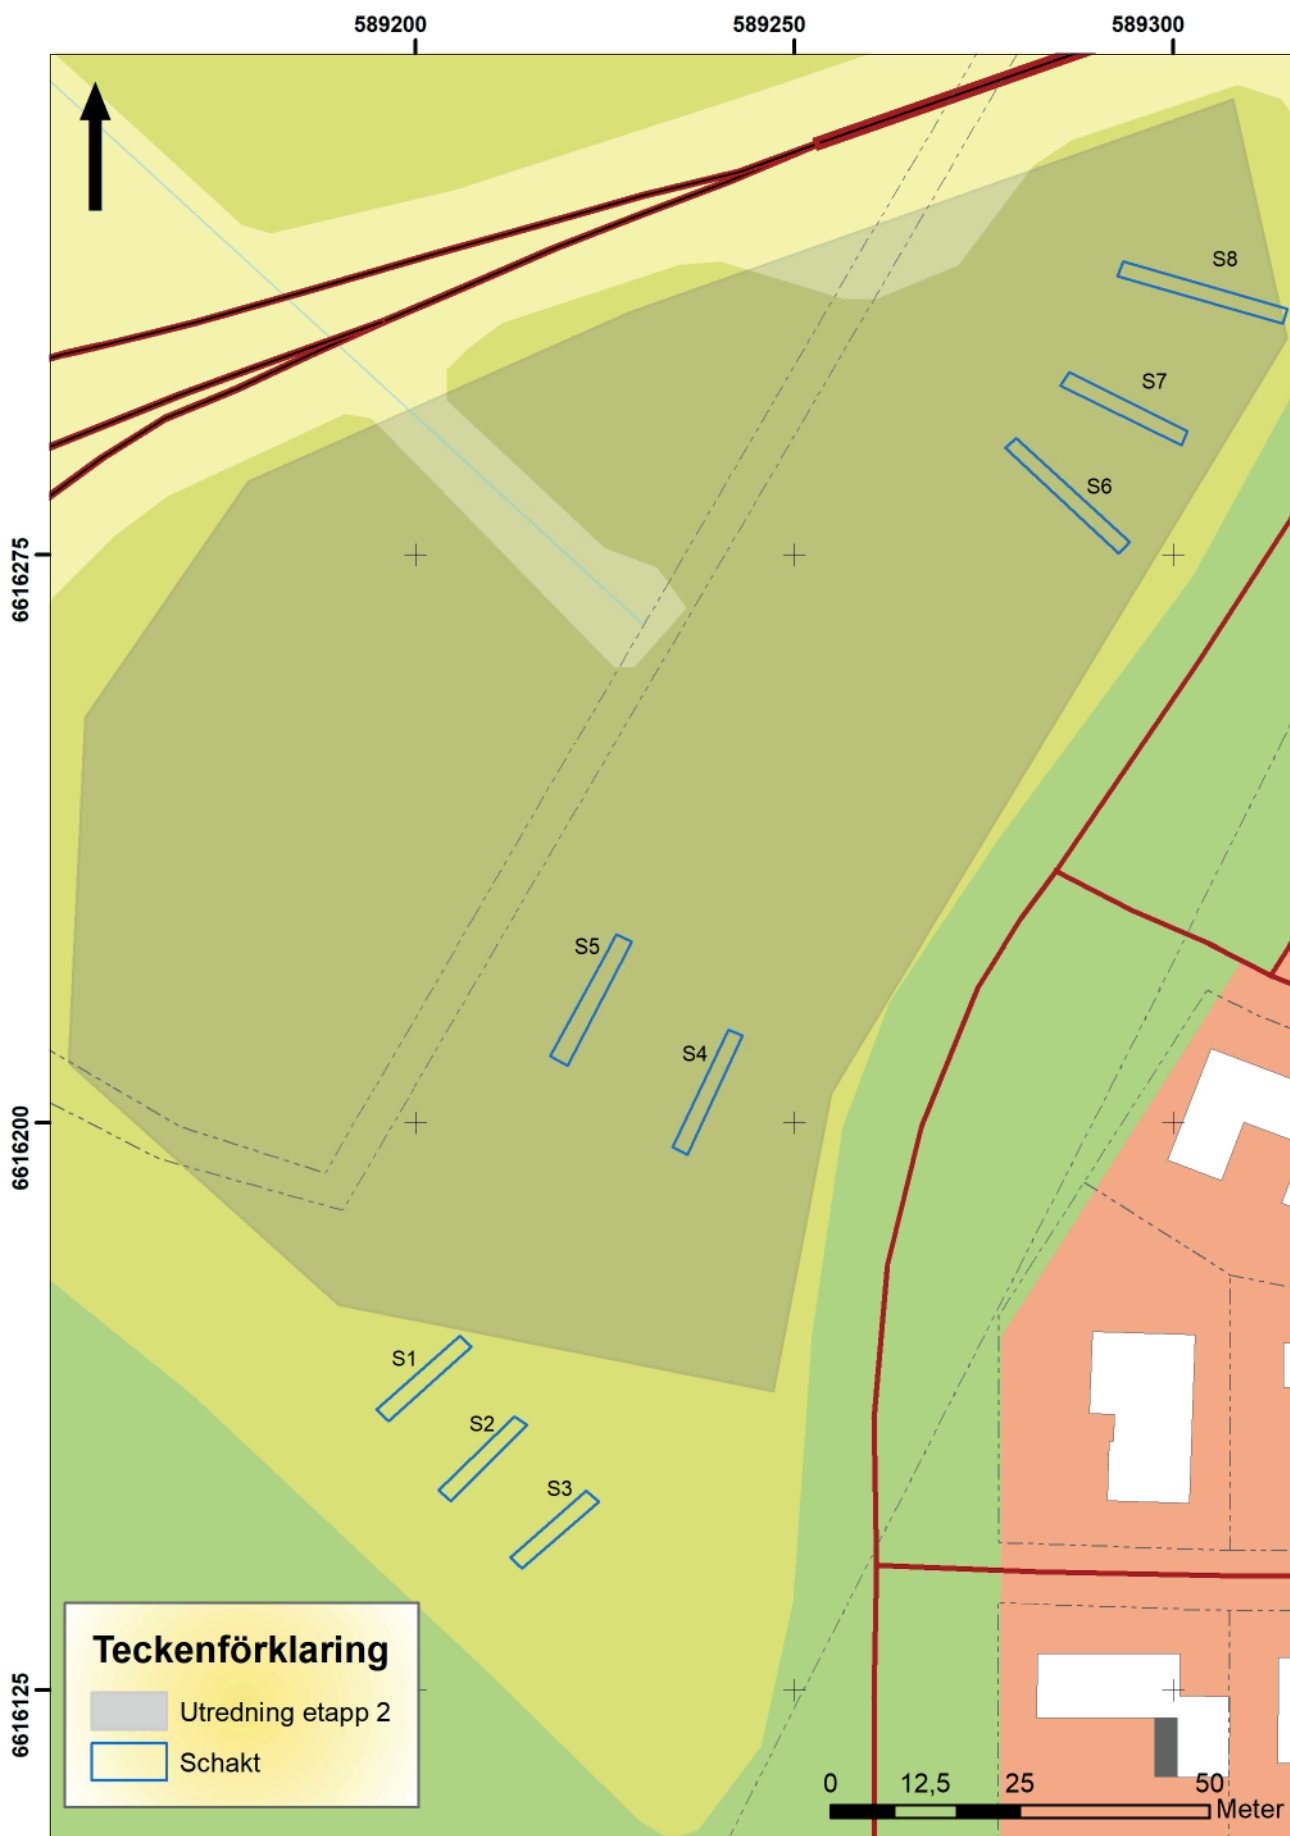 589200
589250
589300
S8
S7
S6
6616275
S5
S4
6616200
S1
S2
S3
6616125
Teckenförklaring
Utredning etapp 2
Schakt
0 12,5 25 50
Meter